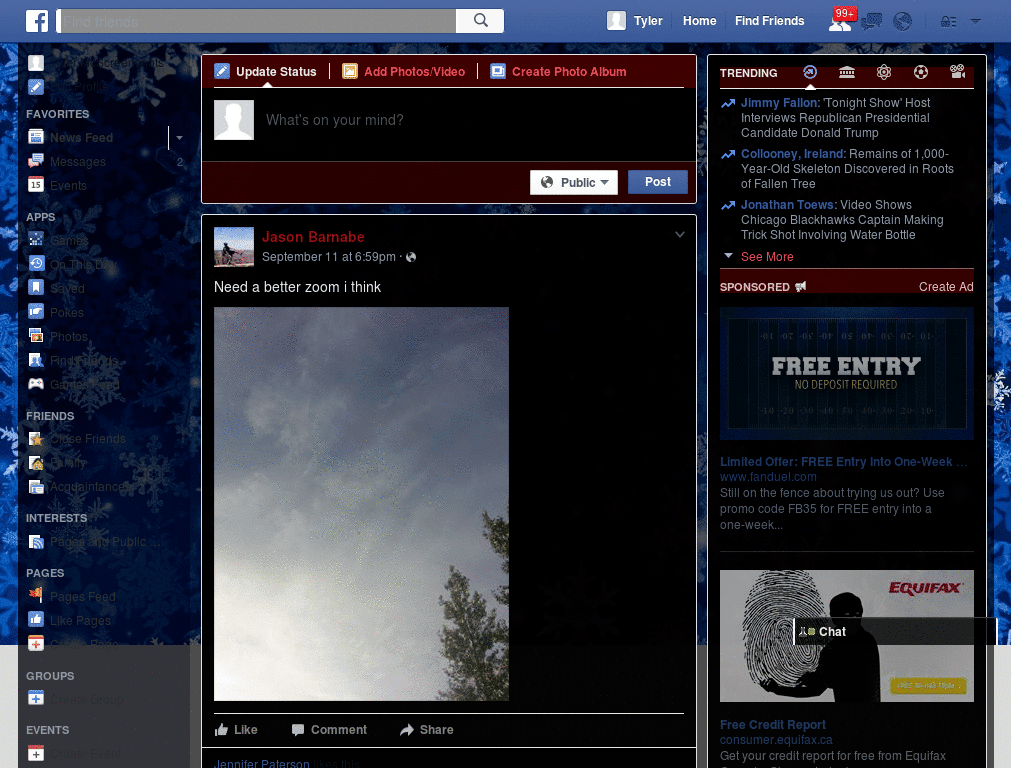 Find friends
Tyler
Home
Find Friends
99+
FAVORITES
News Feed
Messages
2
15
Events
APPS
Games
On This Day
Saved
Pokes
Photos
Find Friends
Games Feed
FRIENDS
Close Friends
Family
Acquaintances
INTERESTS
Pages and Public ...
PAGES
Pages Feed
Like Pages
Create Page
GROUPS
Create Group
EVENTS
Create Event
Update Status
Add Photos/Video
Create Photo Album
What's on your mind?
Public
Post
Jason Barnabe
September 11 at 6:59pm ·
Need a better zoom i think
Like
Comment
Share
Jennifer Paterson likes this.
TRENDING
Jimmy Fallon: 'Tonight Show' Host
Interviews Republican Presidential
Candidate Donald Trump
Collooney, Ireland: Remains of 1,000-
Year-Old Skeleton Discovered in Roots
of Fallen Tree
Jonathan Toews: Video Shows
Chicago Blackhawks Captain Making
Trick Shot Involving Water Bottle
See More
SPONSORED
Create Ad
FREE ENTRY
NO DEPOSIT REQUIRED
Limited Offer: FREE Entry Into One-Week ...
www.fanduel.com
Still on the fence about trying us out? Use
promo code FB35 for FREE entry into a
one-week...
EQUIFAX
Chat
Free Credit Report
consumer.equifax.ca
Get your credit report for free from Equifax